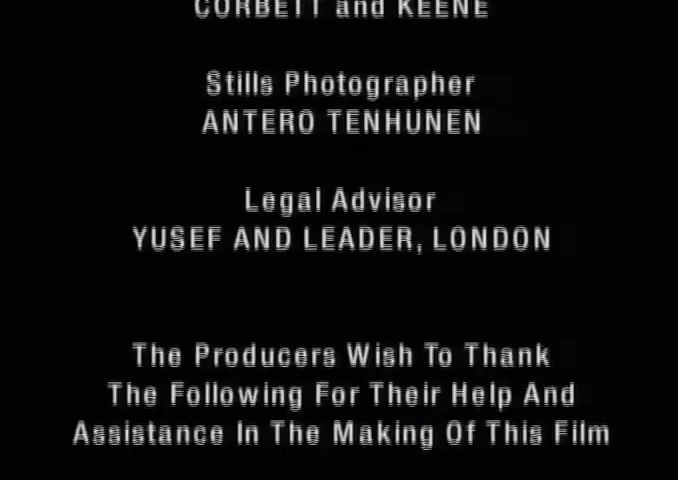 CORBETT and KEENE
Stills Photographer
ANTERO TENHUNEN
Legal Advisor
YUSEF AND LEADER, LONDON
The Producers Wish To Thank
The Following For Their Help And
Assistance In The Making Of This Film